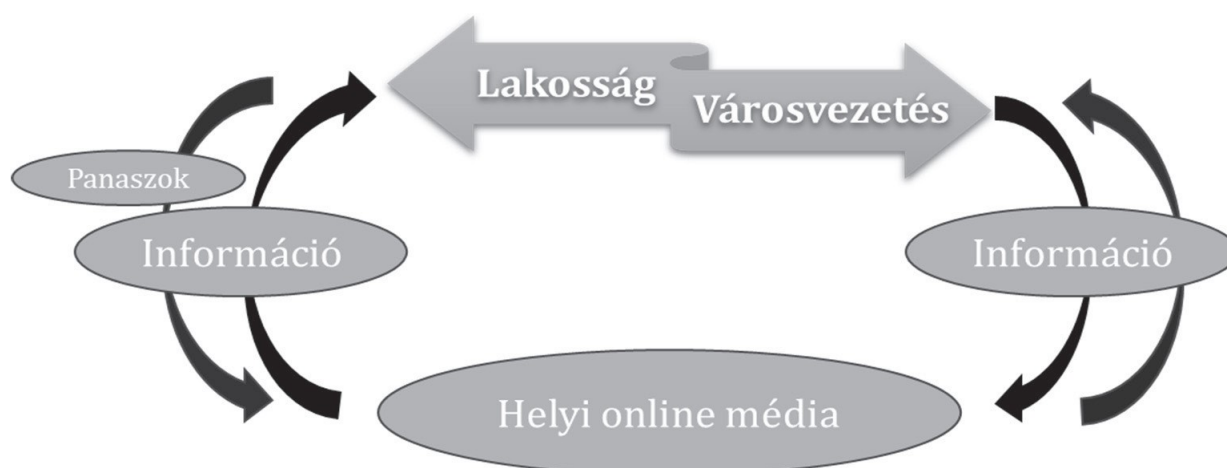 Lakosság
Városvezetés
Panaszok
Információ
Információ
Helyi online média